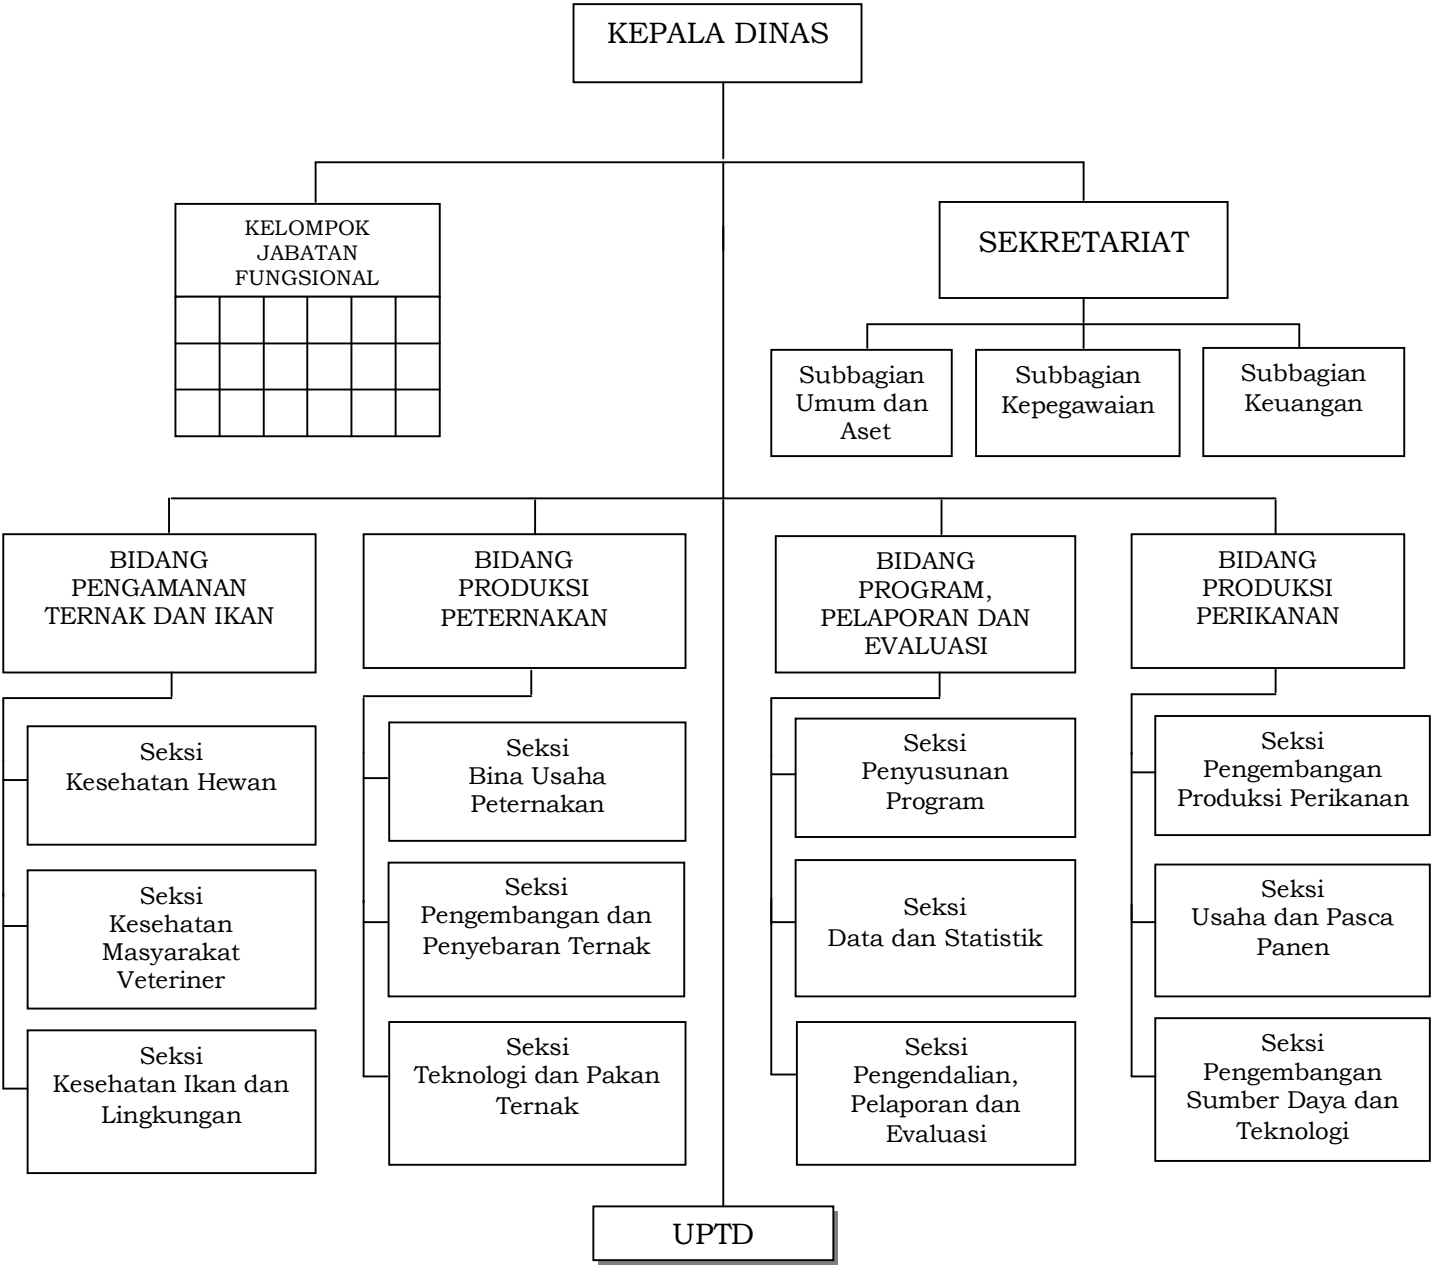 KEPALA DINAS
KELOMPOK
JABATAN
FUNGSIONAL
SEKRETARIAT
Subbagian
Umum dan
Aset
Subbagian
Kepegawaian
Subbagian
Keuangan
BIDANG
PENGAMANAN
TERNAK DAN IKAN
BIDANG
PRODUKSI
PETERNAKAN
BIDANG
PROGRAM,
PELAPORAN DAN
EVALUASI
BIDANG
PRODUKSI
PERIKANAN
Seksi
Kesehatan Hewan
Seksi
Bina Usaha
Peternakan
Seksi
Penyusunan
Program
Seksi
Pengembangan
Produksi Perikanan
Seksi
Kesehatan
Masyarakat
Veteriner
Seksi
Pengembangan dan
Penyebaran Ternak
Seksi
Data dan Statistik
Seksi
Usaha dan Pasca
Panen
Seksi
Kesehatan Ikan dan
Lingkungan
Seksi
Teknologi dan Pakan
Ternak
Seksi
Pengendalian,
Pelaporan dan
Evaluasi
Seksi
Pengembangan
Sumber Daya dan
Teknologi
UPTD